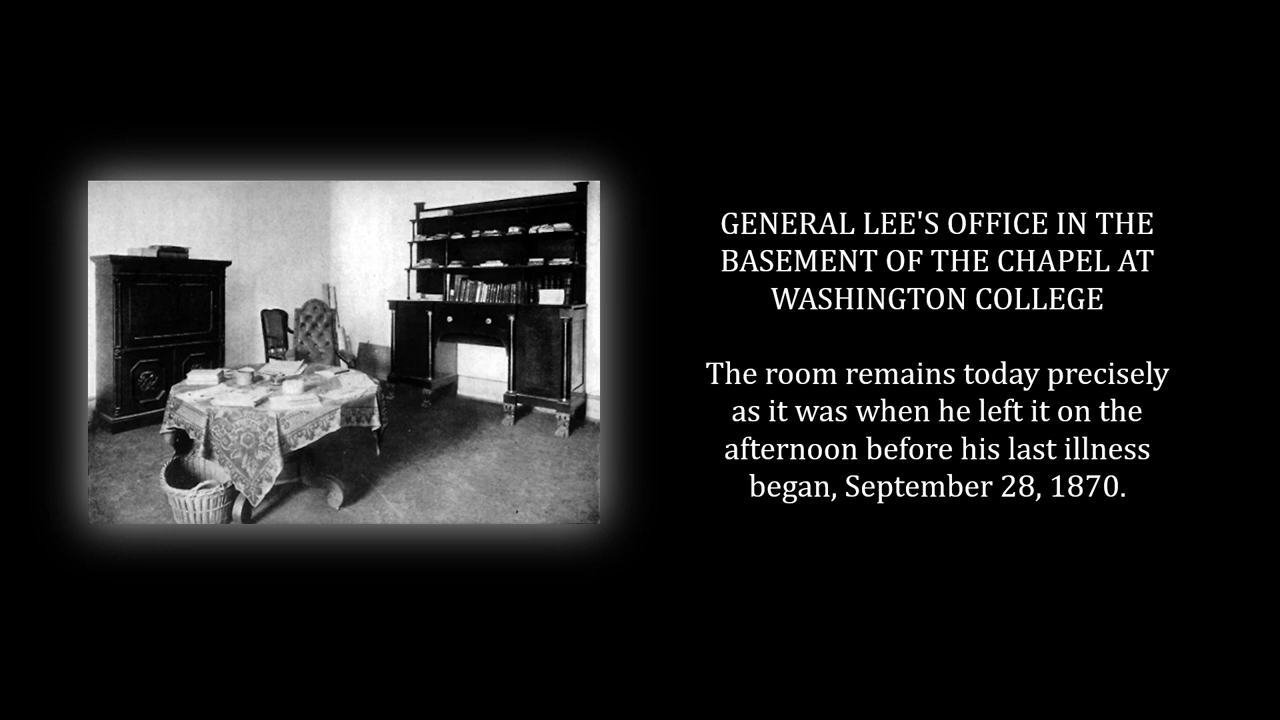 GENERAL LEE'S OFFICE IN THE
BASEMENT OF THE CHAPEL AT
WASHINGTON COLLEGE
The room remains today precisely
as it was when he left it on the
afternoon before his last illness
began, September 28, 1870.